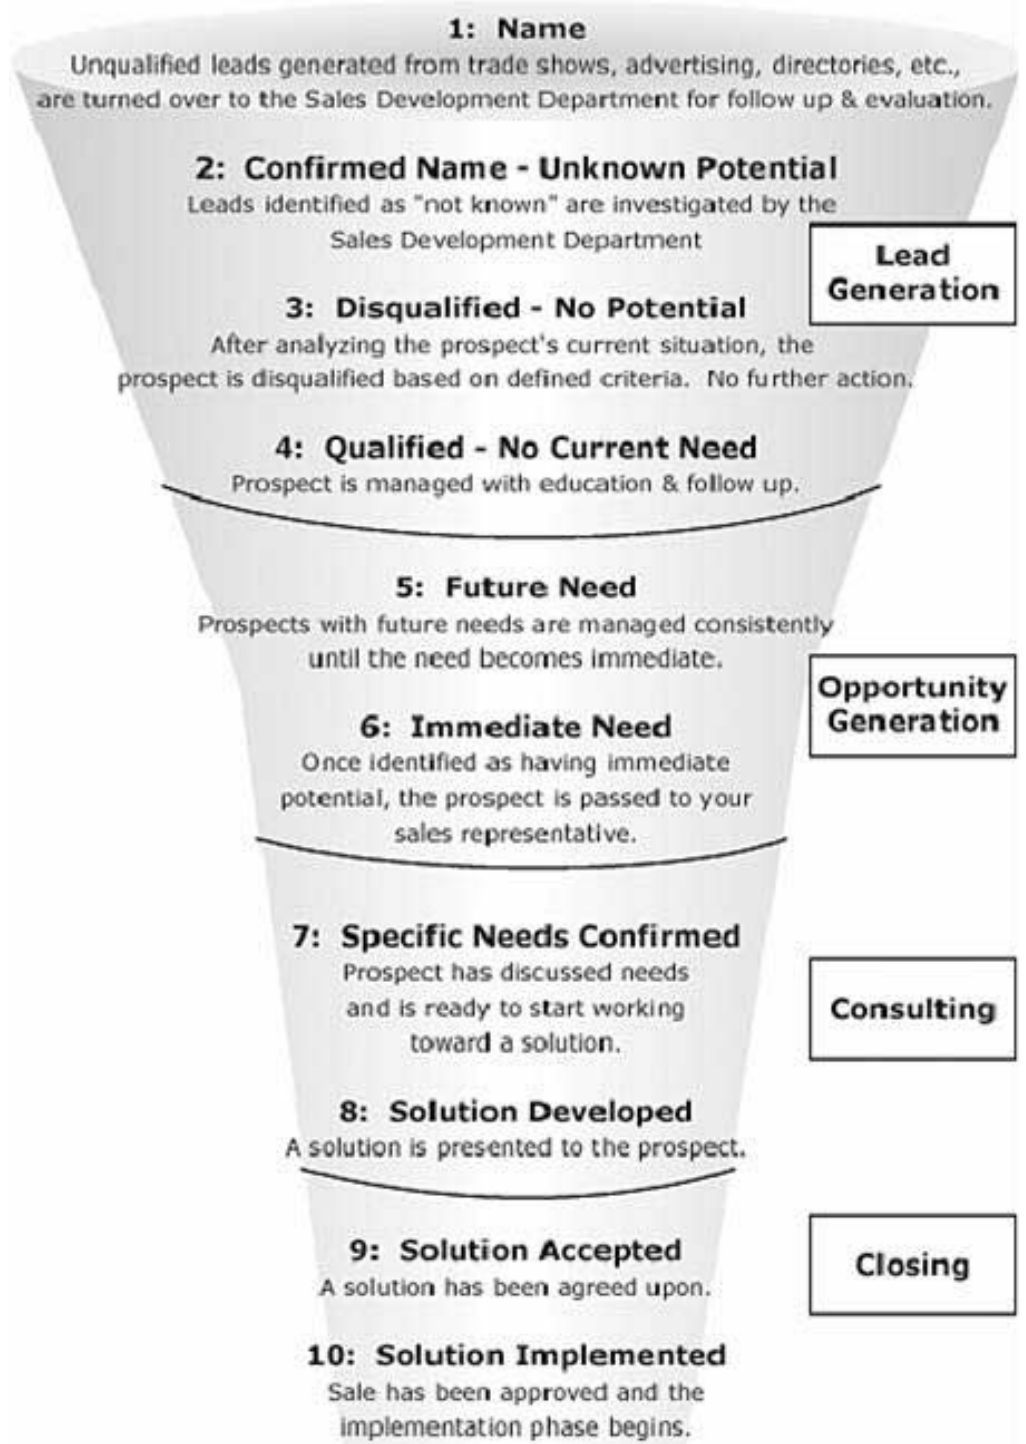 1: Name
Unqualified leads generated from trade shows, advertising, directories, etc.,
are turned over to the Sales Development Department for follow up & evaluation.
2: Confirmed Name - Unknown Potential
Leads identified as "not known" are investigated by the
Sales Development Department
Lead
Generation
3: Disqualified - No Potential
After analyzing the prospect's current situation, the
prospect is disqualified based on defined criteria. No further action.
4: Qualified - No Current Need
Prospect is managed with education & follow up.
5: Future Need
Prospects with future needs are managed consistently
until the need becomes immediate.
Opportunity
Generation
6: Immediate Need
Once identified as having immediate
potential, the prospect is passed to your
sales representative.
7: Specific Needs Confirmed
Prospect has discussed needs
and is ready to start working
toward a solution.
Consulting
8: Solution Developed
A solution is presented to the prospect.
9: Solution Accepted
A solution has been agreed upon.
Closing
10: Solution Implemented
Sale has been approved and the
implementation phase begins.